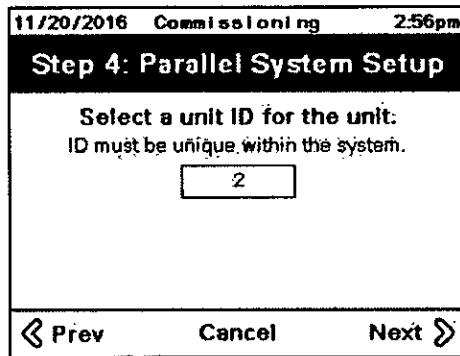 11/20/2016 Commissioning 2:56pm
Step 4: Parallel System Setup
Select a unit ID for the unit.
ID must be unique within the system.
2
Prev Cancel Next